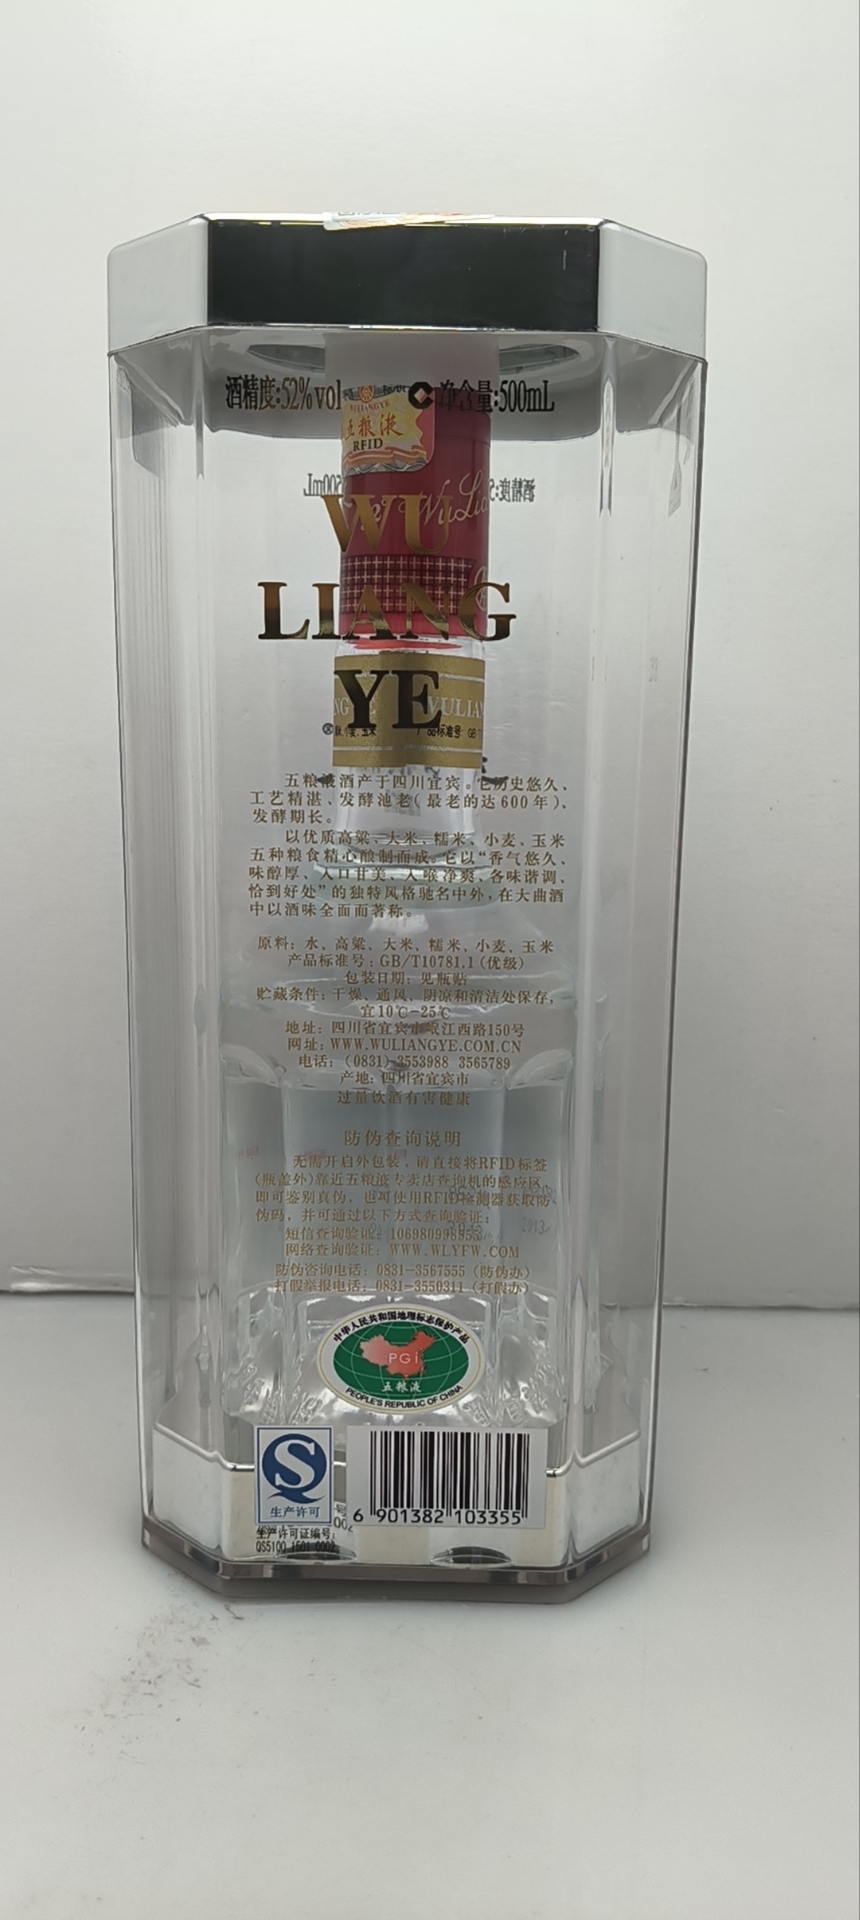 酒精度:52%vol 净含量:500mL
WULIANGYE
五粮液
RFID
WU
LIANG
YE
五粮液酒产于四川宜宾。它历史悠久、
工艺精湛、发酵池老(最老的达600年)、
发酵期长。
以优质高粱、大米、糯米、小麦、玉米
五种粮食精心酿制而成。它以“香气悠久、
味醇厚、入口甘美、入喉净爽、各味谐调、
恰到好处”的独特风格驰名中外,在大曲酒
中以酒味全面而著称。
原料: 水、高粱、大米、糯米、小麦、玉米
产品标准号: GB/T10781.1(优级)
包装日期: 见瓶贴
贮藏条件: 干燥、通风、阴凉和清洁处保存,
宜10℃-25℃
地址: 四川省宜宾市岷江西路150号
网址: WWW.WULIANGYE.COM.CN
电话: (0831)-3553988 3565789
产地: 四川省宜宾市
过量饮酒有害健康
防伪查询说明
无需开启外包装,请直接将RFID标签
(瓶盖外)靠近五粮液专卖店查询机的感应区,
即可鉴别真伪,也可使用RFID检测器获取防
伪码,并可通过以下方式查询验证:
短信查询验证: 106980998955
网络查询验证: WWW.WLYFW.COM
防伪咨询电话: 0831-3567555 (防伪办)
打假举报电话: 0831-3550311 (打假办)
中华人民共和国地理标志保护产品
PGI
五粮液
PEOPLE'S REPUBLIC OF CHINA
生产许可
6 901382 103355
生产许可证编号:
QS5100 1501 0002